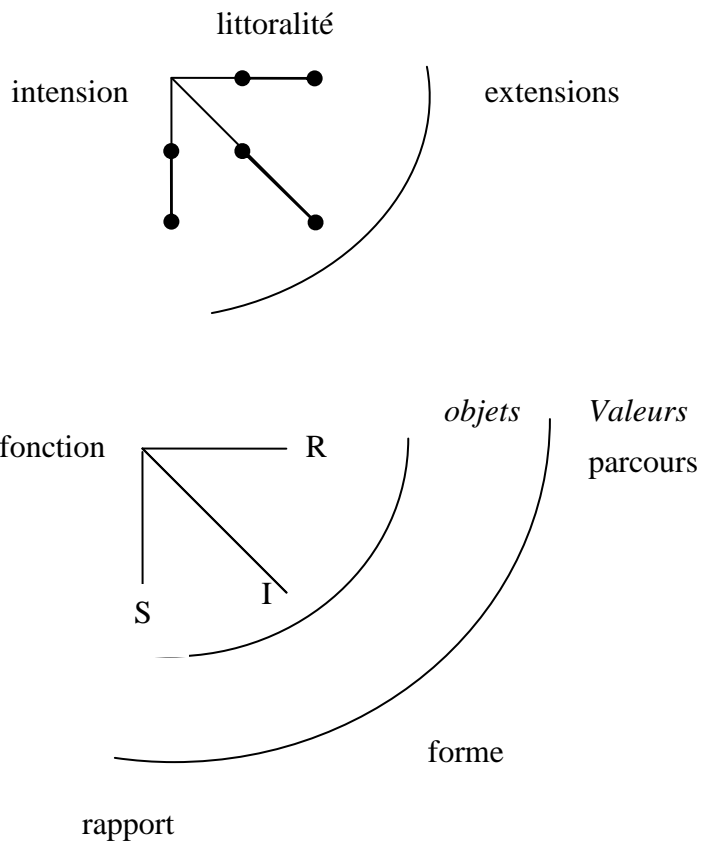 littoralité
intension
extensions
objets
Valeurs
fonction
R
parcours
I
S
forme
rapport